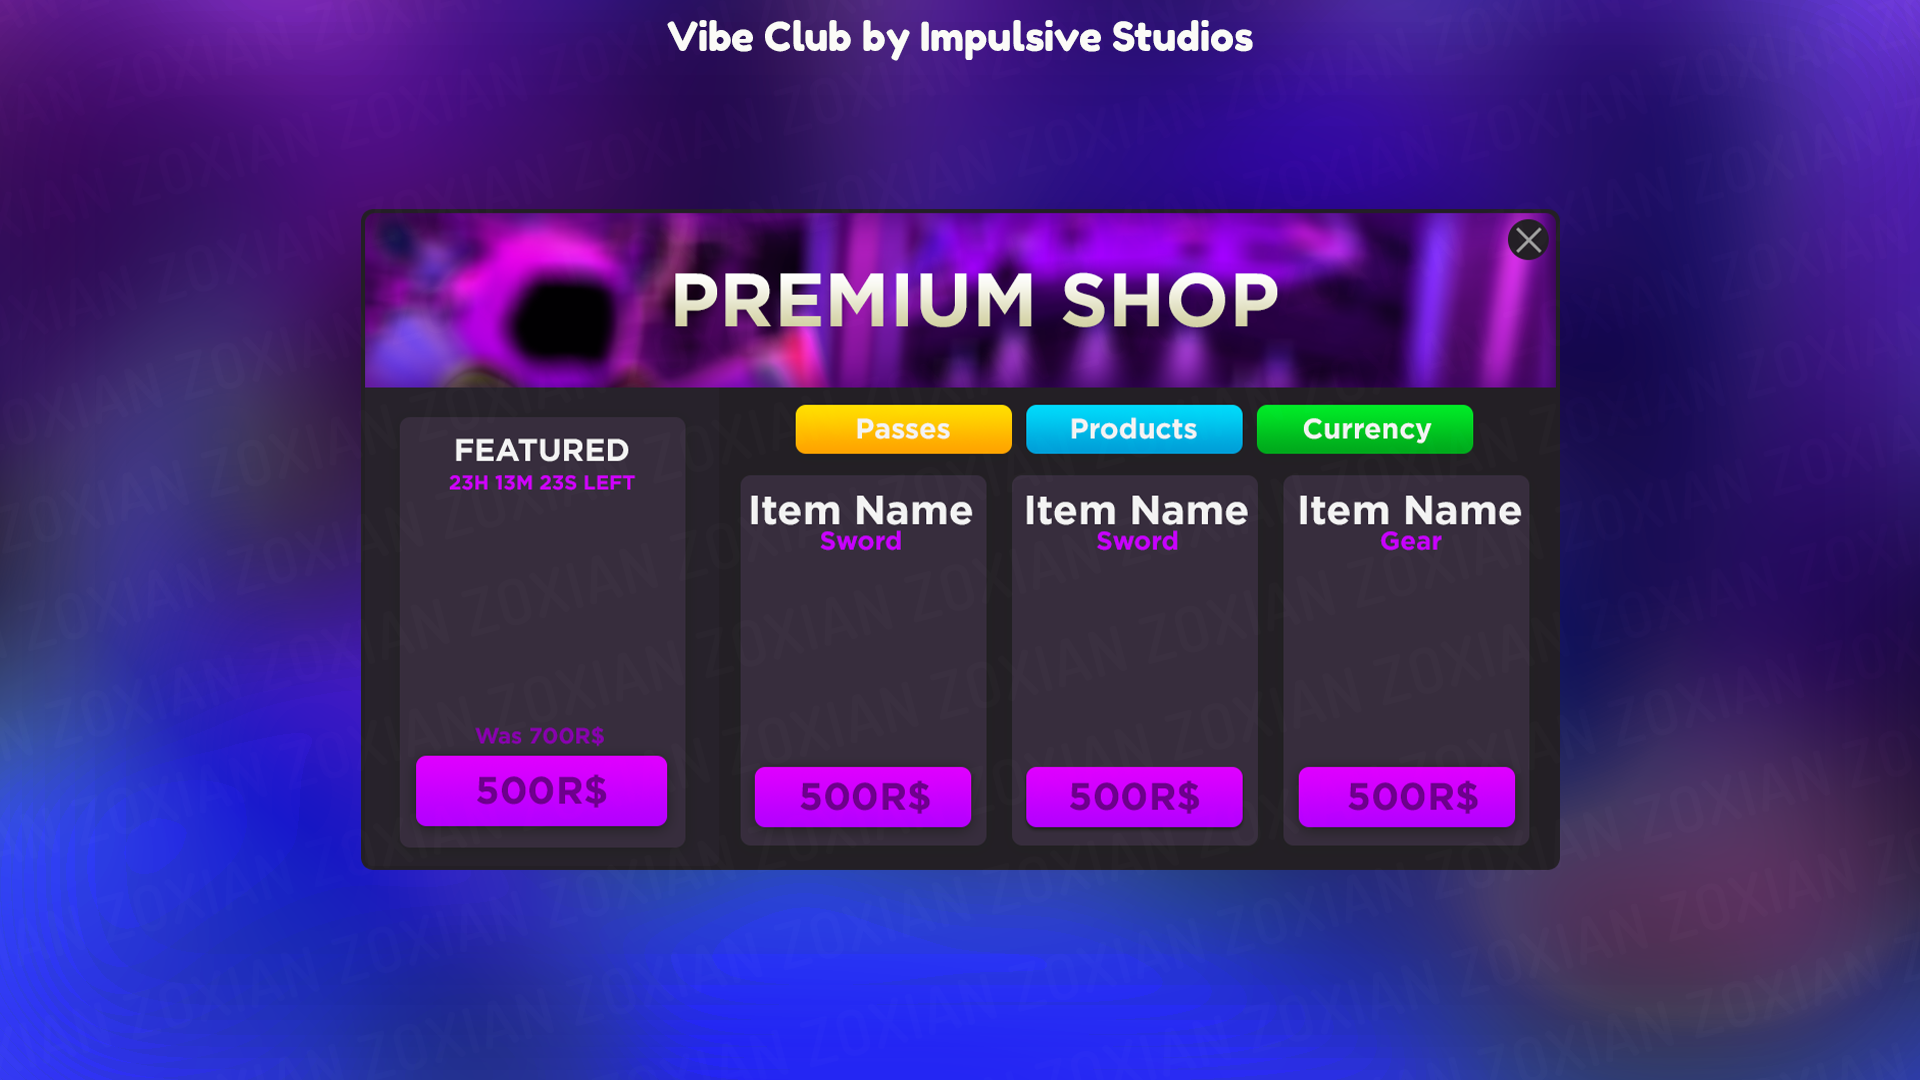 Vibe Club by Impulsive Studios
PREMIUM SHOP
FEATURED
23H 13M 23S LEFT
Was 700R$
500R$
Passes
Products
Currency
Item Name
Sword
500R$
Item Name
Sword
500R$
Item Name
Gear
500R$
ZOXIAN